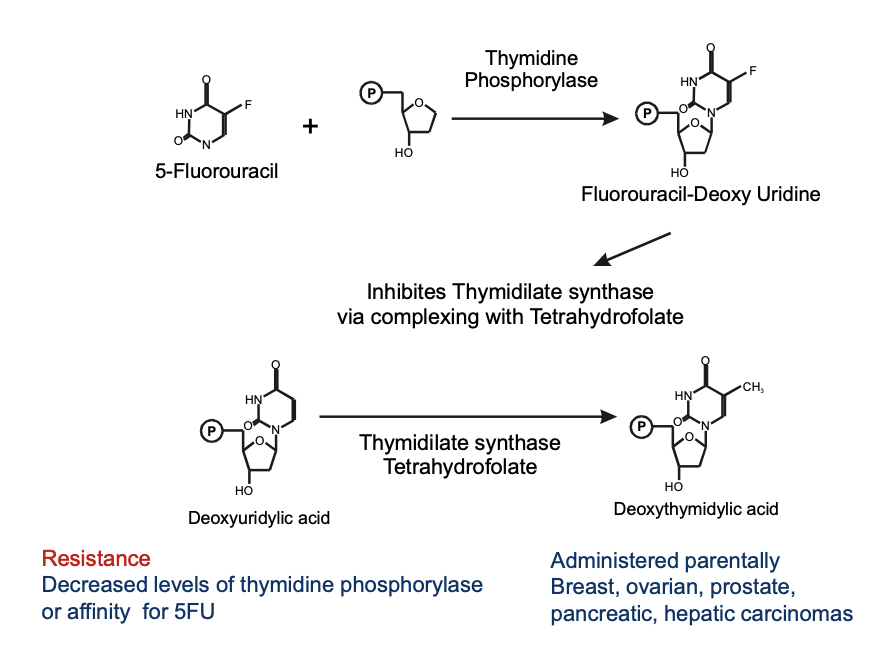 Thymidine
Phosphorylase
O
HN
F
O
N
5-Fluorouracil
+
P
O
HO
O
HN
F
O
N
P
O
HO
Fluorouracil-Deoxy Uridine
Inhibites Thymidilate synthase
via complexing with Tetrahydrofolate
O
HN
O
N
P
O
HO
Deoxyuridylic acid
Thymidilate synthase
Tetrahydrofolate
O
HN
CH₃
O
N
P
O
HO
Deoxythymidylic acid
Resistance
Decreased levels of thymidine phosphorylase
or affinity for 5FU
Administered parentally
Breast, ovarian, prostate,
pancreatic, hepatic carcinomas